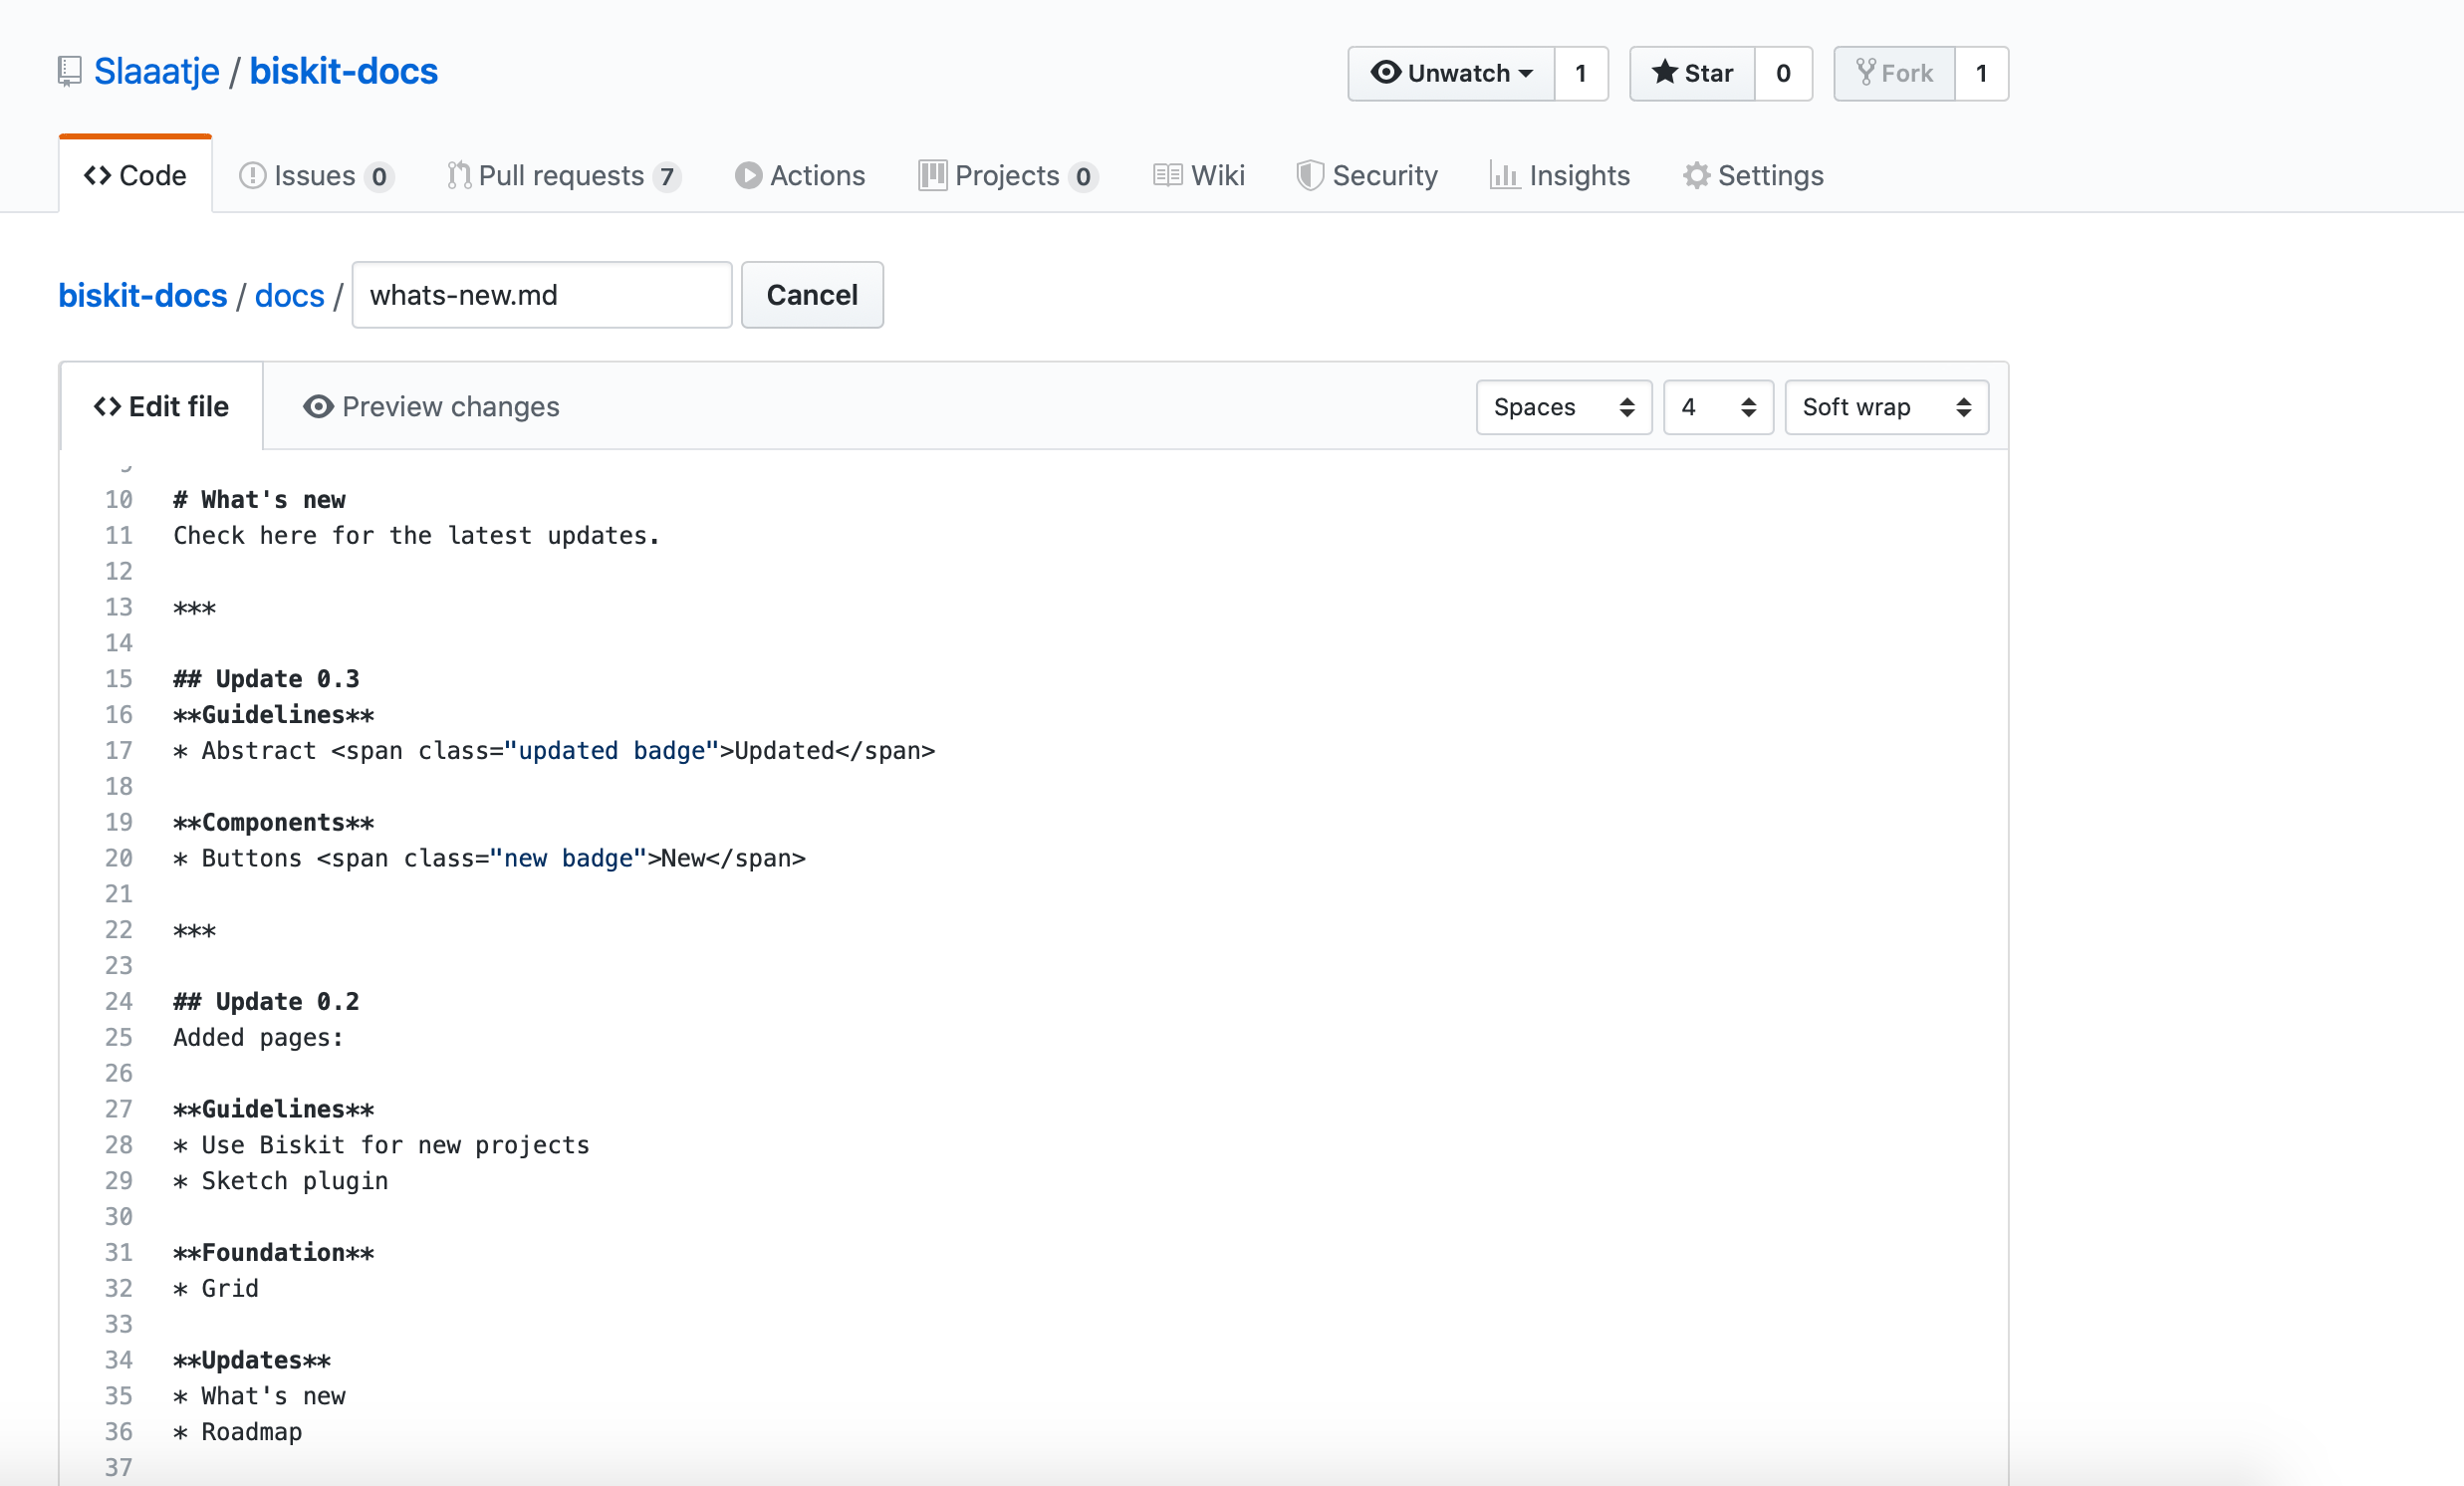 Slaaatje / biskit-docs
Unwatch 1 Star 0 Fork 1
Code Issues 0 Pull requests 7 Actions Projects 0 Wiki Security Insights Settings
biskit-docs / docs / whats-new.md Cancel
Edit file Preview changes Spaces 4 Soft wrap
10 # What's new
11 Check here for the latest updates.
12
13 ***
14
15 ## Update 0.3
16 **Guidelines**
17 * Abstract <span class="updated badge">Updated</span>
18
19 **Components**
20 * Buttons <span class="new badge">New</span>
21
22 ***
23
24 ## Update 0.2
25 Added pages:
26
27 **Guidelines**
28 * Use Biskit for new projects
29 * Sketch plugin
30
31 **Foundation**
32 * Grid
33
34 **Updates**
35 * What's new
36 * Roadmap
37